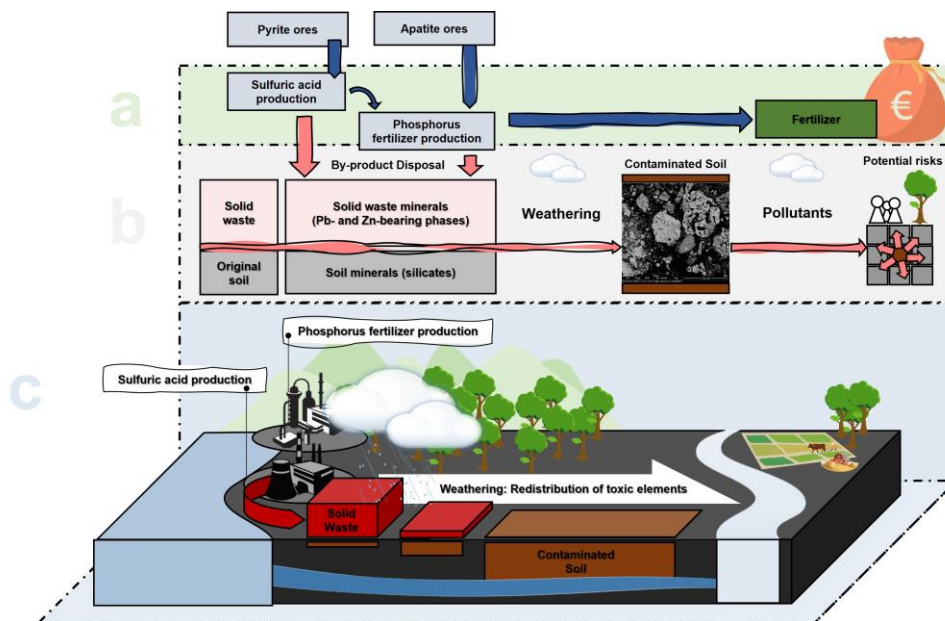 Pyrite ores
Apatite ores
a
Sulfuric acid
production
Phosphorus
fertilizer production
Fertilizer
€
By-product Disposal
b
Solid
waste
Original
soil
Solid waste minerals
(Pb- and Zn-bearing phases)
Soil minerals (silicates)
Weathering
Contaminated Soil
Pollutants
Potential risks
c
Phosphorus fertilizer production
Sulfuric acid production
Weathering: Redistribution of toxic elements
Solid
Waste
Contaminated
Soil